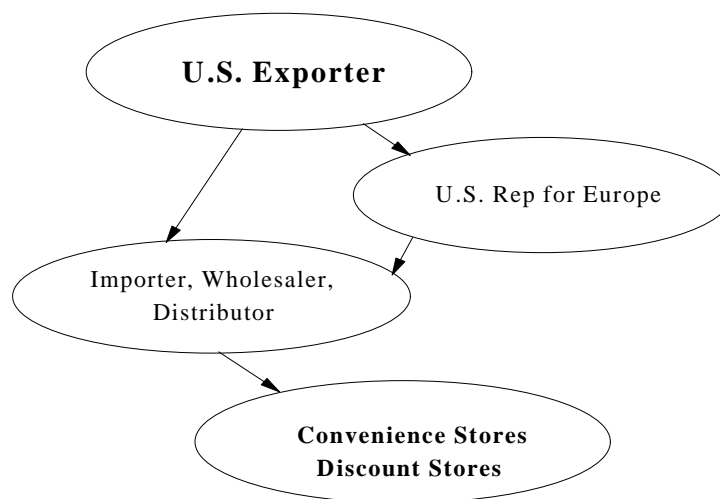 U.S. Exporter
U.S. Rep for Europe
Importer, Wholesaler,
Distributor
Convenience Stores
Discount Stores